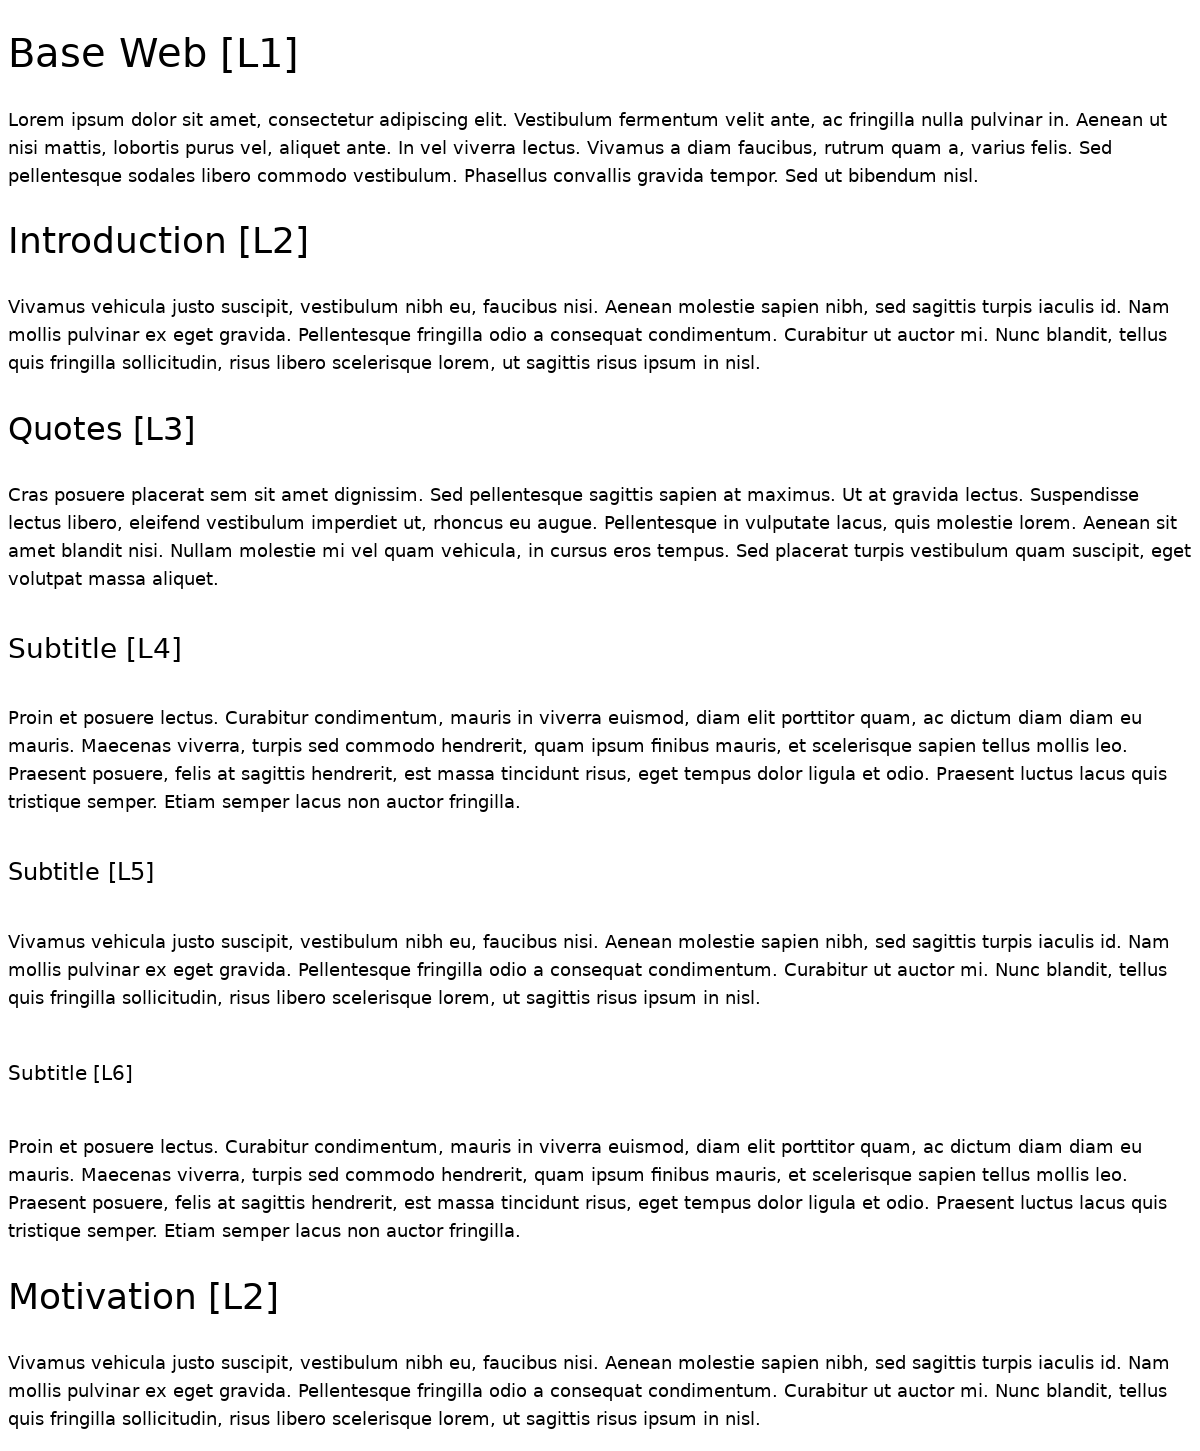 Base Web [L1]
Lorem ipsum dolor sit amet, consectetur adipiscing elit. Vestibulum fermentum velit ante, ac fringilla nulla pulvinar in. Aenean ut
nisi mattis, lobortis purus vel, aliquet ante. In vel viverra lectus. Vivamus a diam faucibus, rutrum quam a, varius felis. Sed
pellentesque sodales libero commodo vestibulum. Phasellus convallis gravida tempor. Sed ut bibendum nisl.
Introduction [L2]
Vivamus vehicula justo suscipit, vestibulum nibh eu, faucibus nisi. Aenean molestie sapien nibh, sed sagittis turpis iaculis id. Nam
mollis pulvinar ex eget gravida. Pellentesque fringilla odio a consequat condimentum. Curabitur ut auctor mi. Nunc blandit, tellus
quis fringilla sollicitudin, risus libero scelerisque lorem, ut sagittis risus ipsum in nisl.
Quotes [L3]
Cras posuere placerat sem sit amet dignissim. Sed pellentesque sagittis sapien at maximus. Ut at gravida lectus. Suspendisse
lectus libero, eleifend vestibulum imperdiet ut, rhoncus eu augue. Pellentesque in vulputate lacus, quis molestie lorem. Aenean sit
amet blandit nisi. Nullam molestie mi vel quam vehicula, in cursus eros tempus. Sed placerat turpis vestibulum quam suscipit, eget
volutpat massa aliquet.
Subtitle [L4]
Proin et posuere lectus. Curabitur condimentum, mauris in viverra euismod, diam elit porttitor quam, ac dictum diam diam eu
mauris. Maecenas viverra, turpis sed commodo hendrerit, quam ipsum finibus mauris, et scelerisque sapien tellus mollis leo.
Praesent posuere, felis at sagittis hendrerit, est massa tincidunt risus, eget tempus dolor ligula et odio. Praesent luctus lacus quis
tristique semper. Etiam semper lacus non auctor fringilla.
Subtitle [L5]
Vivamus vehicula justo suscipit, vestibulum nibh eu, faucibus nisi. Aenean molestie sapien nibh, sed sagittis turpis iaculis id. Nam
mollis pulvinar ex eget gravida. Pellentesque fringilla odio a consequat condimentum. Curabitur ut auctor mi. Nunc blandit, tellus
quis fringilla sollicitudin, risus libero scelerisque lorem, ut sagittis risus ipsum in nisl.
Subtitle [L6]
Proin et posuere lectus. Curabitur condimentum, mauris in viverra euismod, diam elit porttitor quam, ac dictum diam diam eu
mauris. Maecenas viverra, turpis sed commodo hendrerit, quam ipsum finibus mauris, et scelerisque sapien tellus mollis leo.
Praesent posuere, felis at sagittis hendrerit, est massa tincidunt risus, eget tempus dolor ligula et odio. Praesent luctus lacus quis
tristique semper. Etiam semper lacus non auctor fringilla.
Motivation [L2]
Vivamus vehicula justo suscipit, vestibulum nibh eu, faucibus nisi. Aenean molestie sapien nibh, sed sagittis turpis iaculis id. Nam
mollis pulvinar ex eget gravida. Pellentesque fringilla odio a consequat condimentum. Curabitur ut auctor mi. Nunc blandit, tellus
quis fringilla sollicitudin, risus libero scelerisque lorem, ut sagittis risus ipsum in nisl.